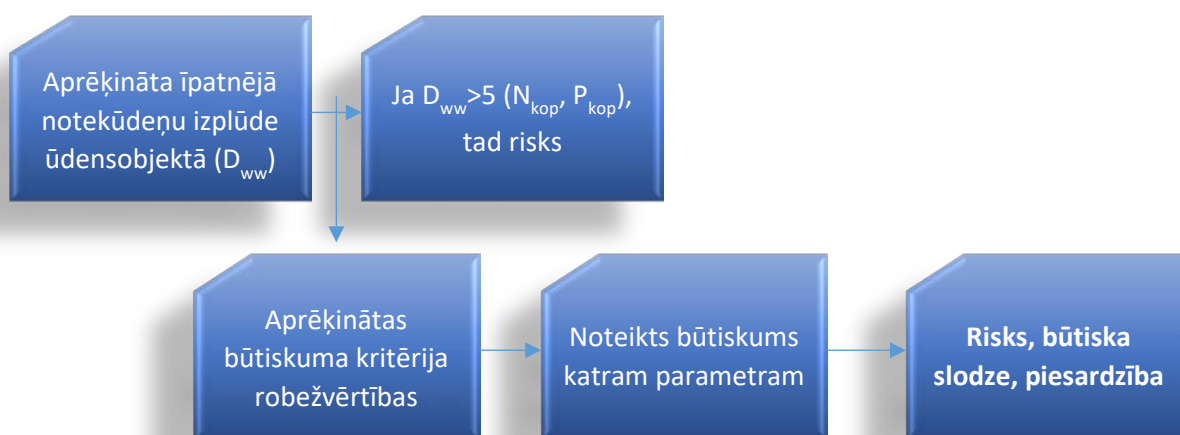 Aprēķināta īpatnējā
notekūdeņu izplūde
ūdensobjektā (Dww)
Ja Dww>5 (Nkop, Pkop),
tad risks
Aprēķinātas
būtiskuma kritērija
robežvērtības
Noteikts būtiskums
katram parametram
Risks, būtiska
slodze, piesardzība